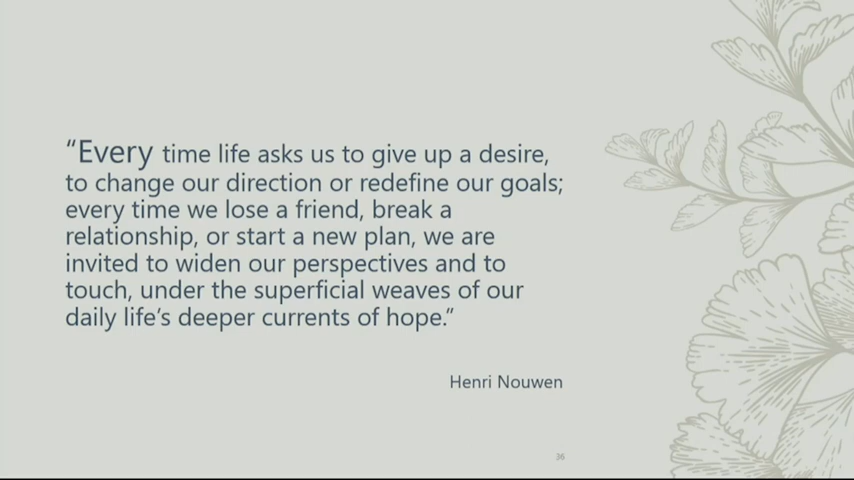 “Every time life asks us to give up a desire,
to change our direction or redefine our goals;
every time we lose a friend, break a
relationship, or start a new plan, we are
invited to widen our perspectives and to
touch, under the superficial weaves of our
daily life’s deeper currents of hope.”
Henri Nouwen
36